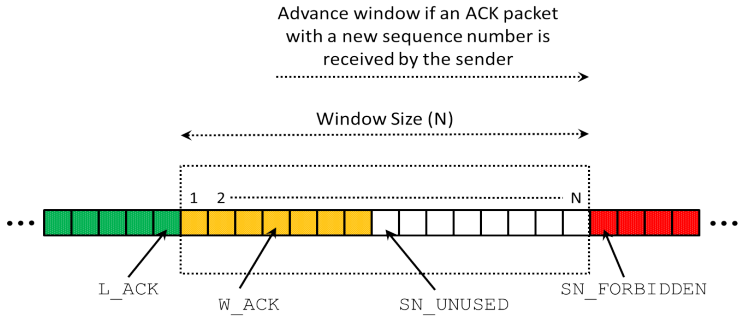 Advance window if an ACK packet
with a new sequence number is
received by the sender
Window Size (N)
1 2 N
... ...
L_ACK
W_ACK
SN_UNUSED
SN_FORBIDDEN